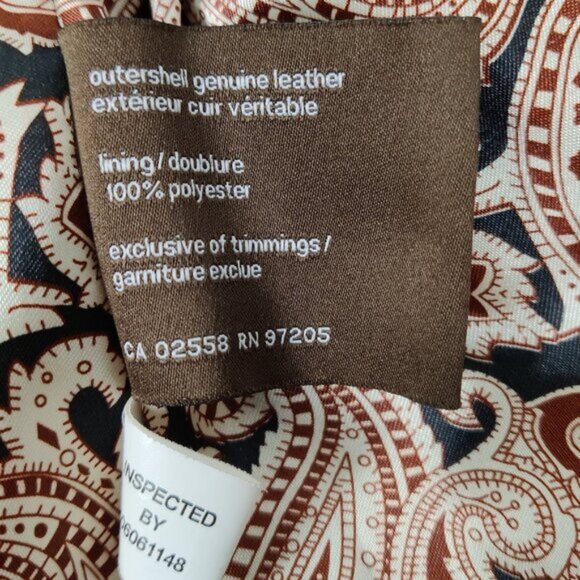 outershell genuine leather
extérieur cuir véritable
lining / doublure
100% polyester
exclusive of trimmings /
garniture exclue
CA 02558 RN 97205
INSPECTED
BY
06061148